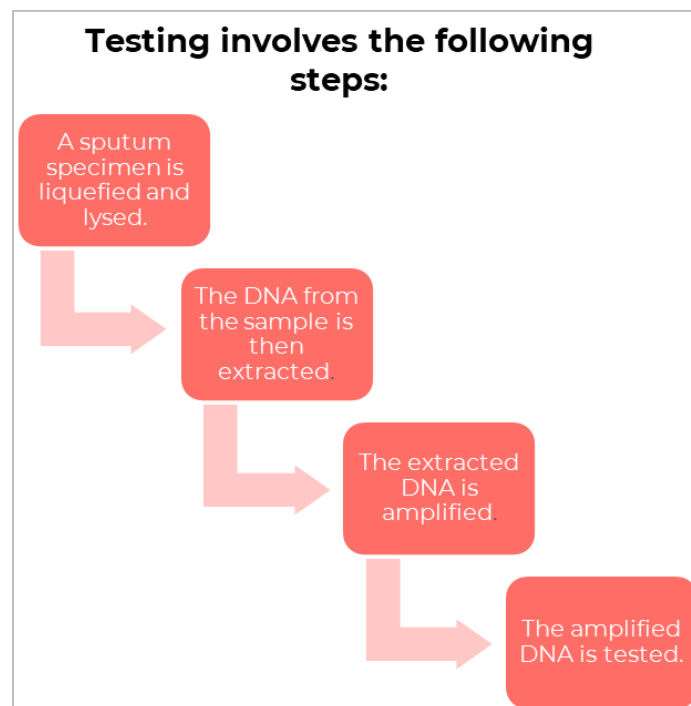 Testing involves the following
steps:
A sputum
specimen is
liquefied and
lysed.
The DNA from
the sample is
then
extracted.
The extracted
DNA is
amplified.
The amplified
DNA is tested.